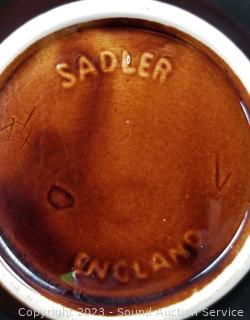 SADLER
ENGLAND
Copyright 2023 - Sound Auction Service